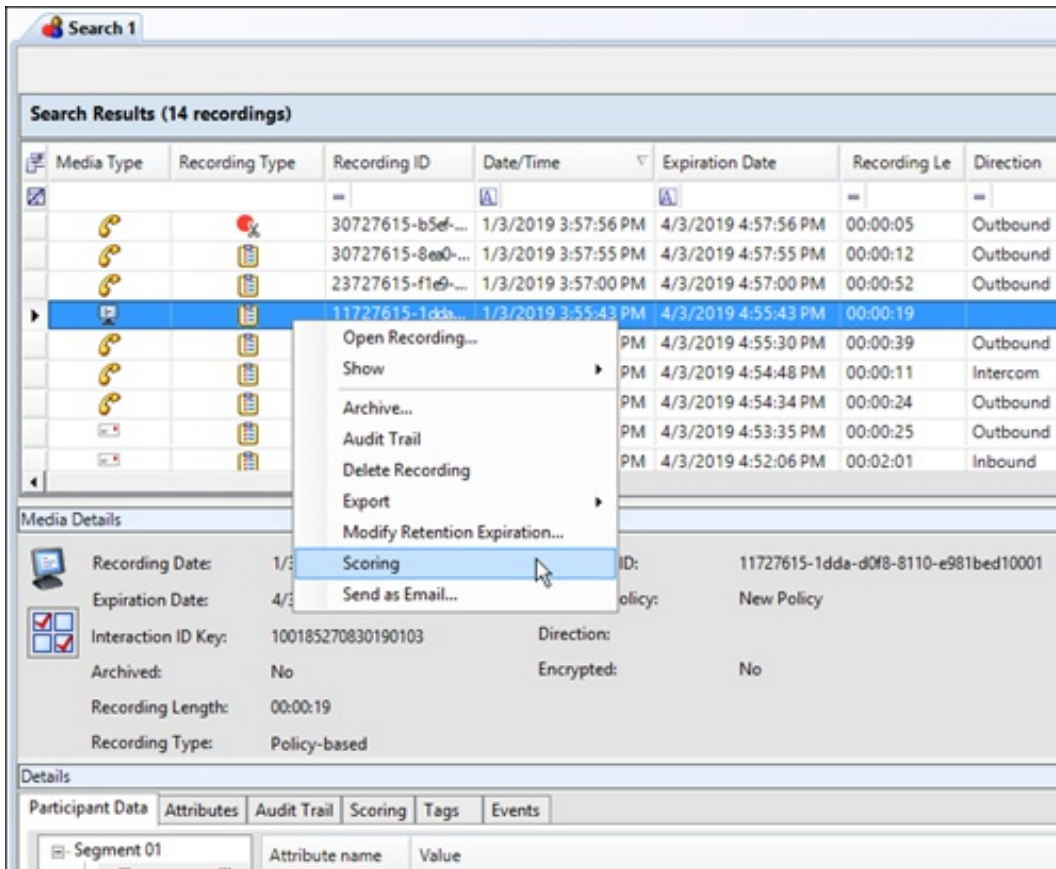 Search 1
Search Results (14 recordings)
Media Type Recording Type Recording ID Date/Time Expiration Date Recording Le Direction
= A A = =
30727615-b5ef-... 1/3/2019 3:57:56 PM 4/3/2019 4:57:56 PM 00:00:05 Outbound
30727615-8ea0-... 1/3/2019 3:57:55 PM 4/3/2019 4:57:55 PM 00:00:12 Outbound
23727615-f1e9-... 1/3/2019 3:57:00 PM 4/3/2019 4:57:00 PM 00:00:52 Outbound
11727615-1dda... 1/3/2019 3:55:43 PM 4/3/2019 4:55:43 PM 00:00:19
Open Recording... PM 4/3/2019 4:55:30 PM 00:00:39 Outbound
Show PM 4/3/2019 4:54:48 PM 00:00:11 Intercom
Archive... PM 4/3/2019 4:54:34 PM 00:00:24 Outbound
Audit Trail PM 4/3/2019 4:53:35 PM 00:00:25 Outbound
Delete Recording PM 4/3/2019 4:52:06 PM 00:02:01 Inbound
Export
Media Details
Modify Retention Expiration...
Recording Date: 1/3 Scoring ID: 11727615-1dda-d0f8-8110-e981bed10001
Expiration Date: 4/3 Send as Email... olicy: New Policy
Interaction ID Key: 100185270830190103 Direction:
Archived: No Encrypted: No
Recording Length: 00:00:19
Recording Type: Policy-based
Details
Participant Data Attributes Audit Trail Scoring Tags Events
Segment 01 Attribute name Value